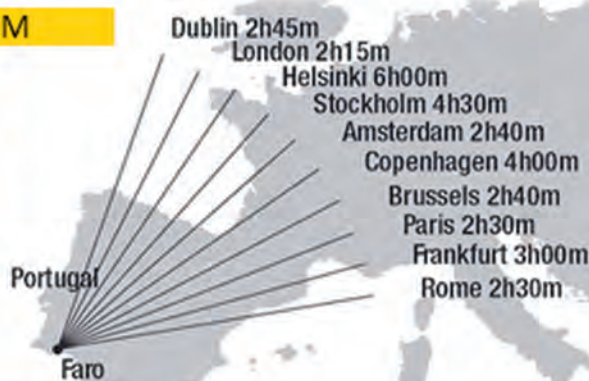 M
Dublin 2h45m
London 2h15m
Helsinki 6h00m
Stockholm 4h30m
Amsterdam 2h40m
Copenhagen 4h00m
Brussels 2h40m
Paris 2h30m
Frankfurt 3h00m
Rome 2h30m
Portugal
Faro